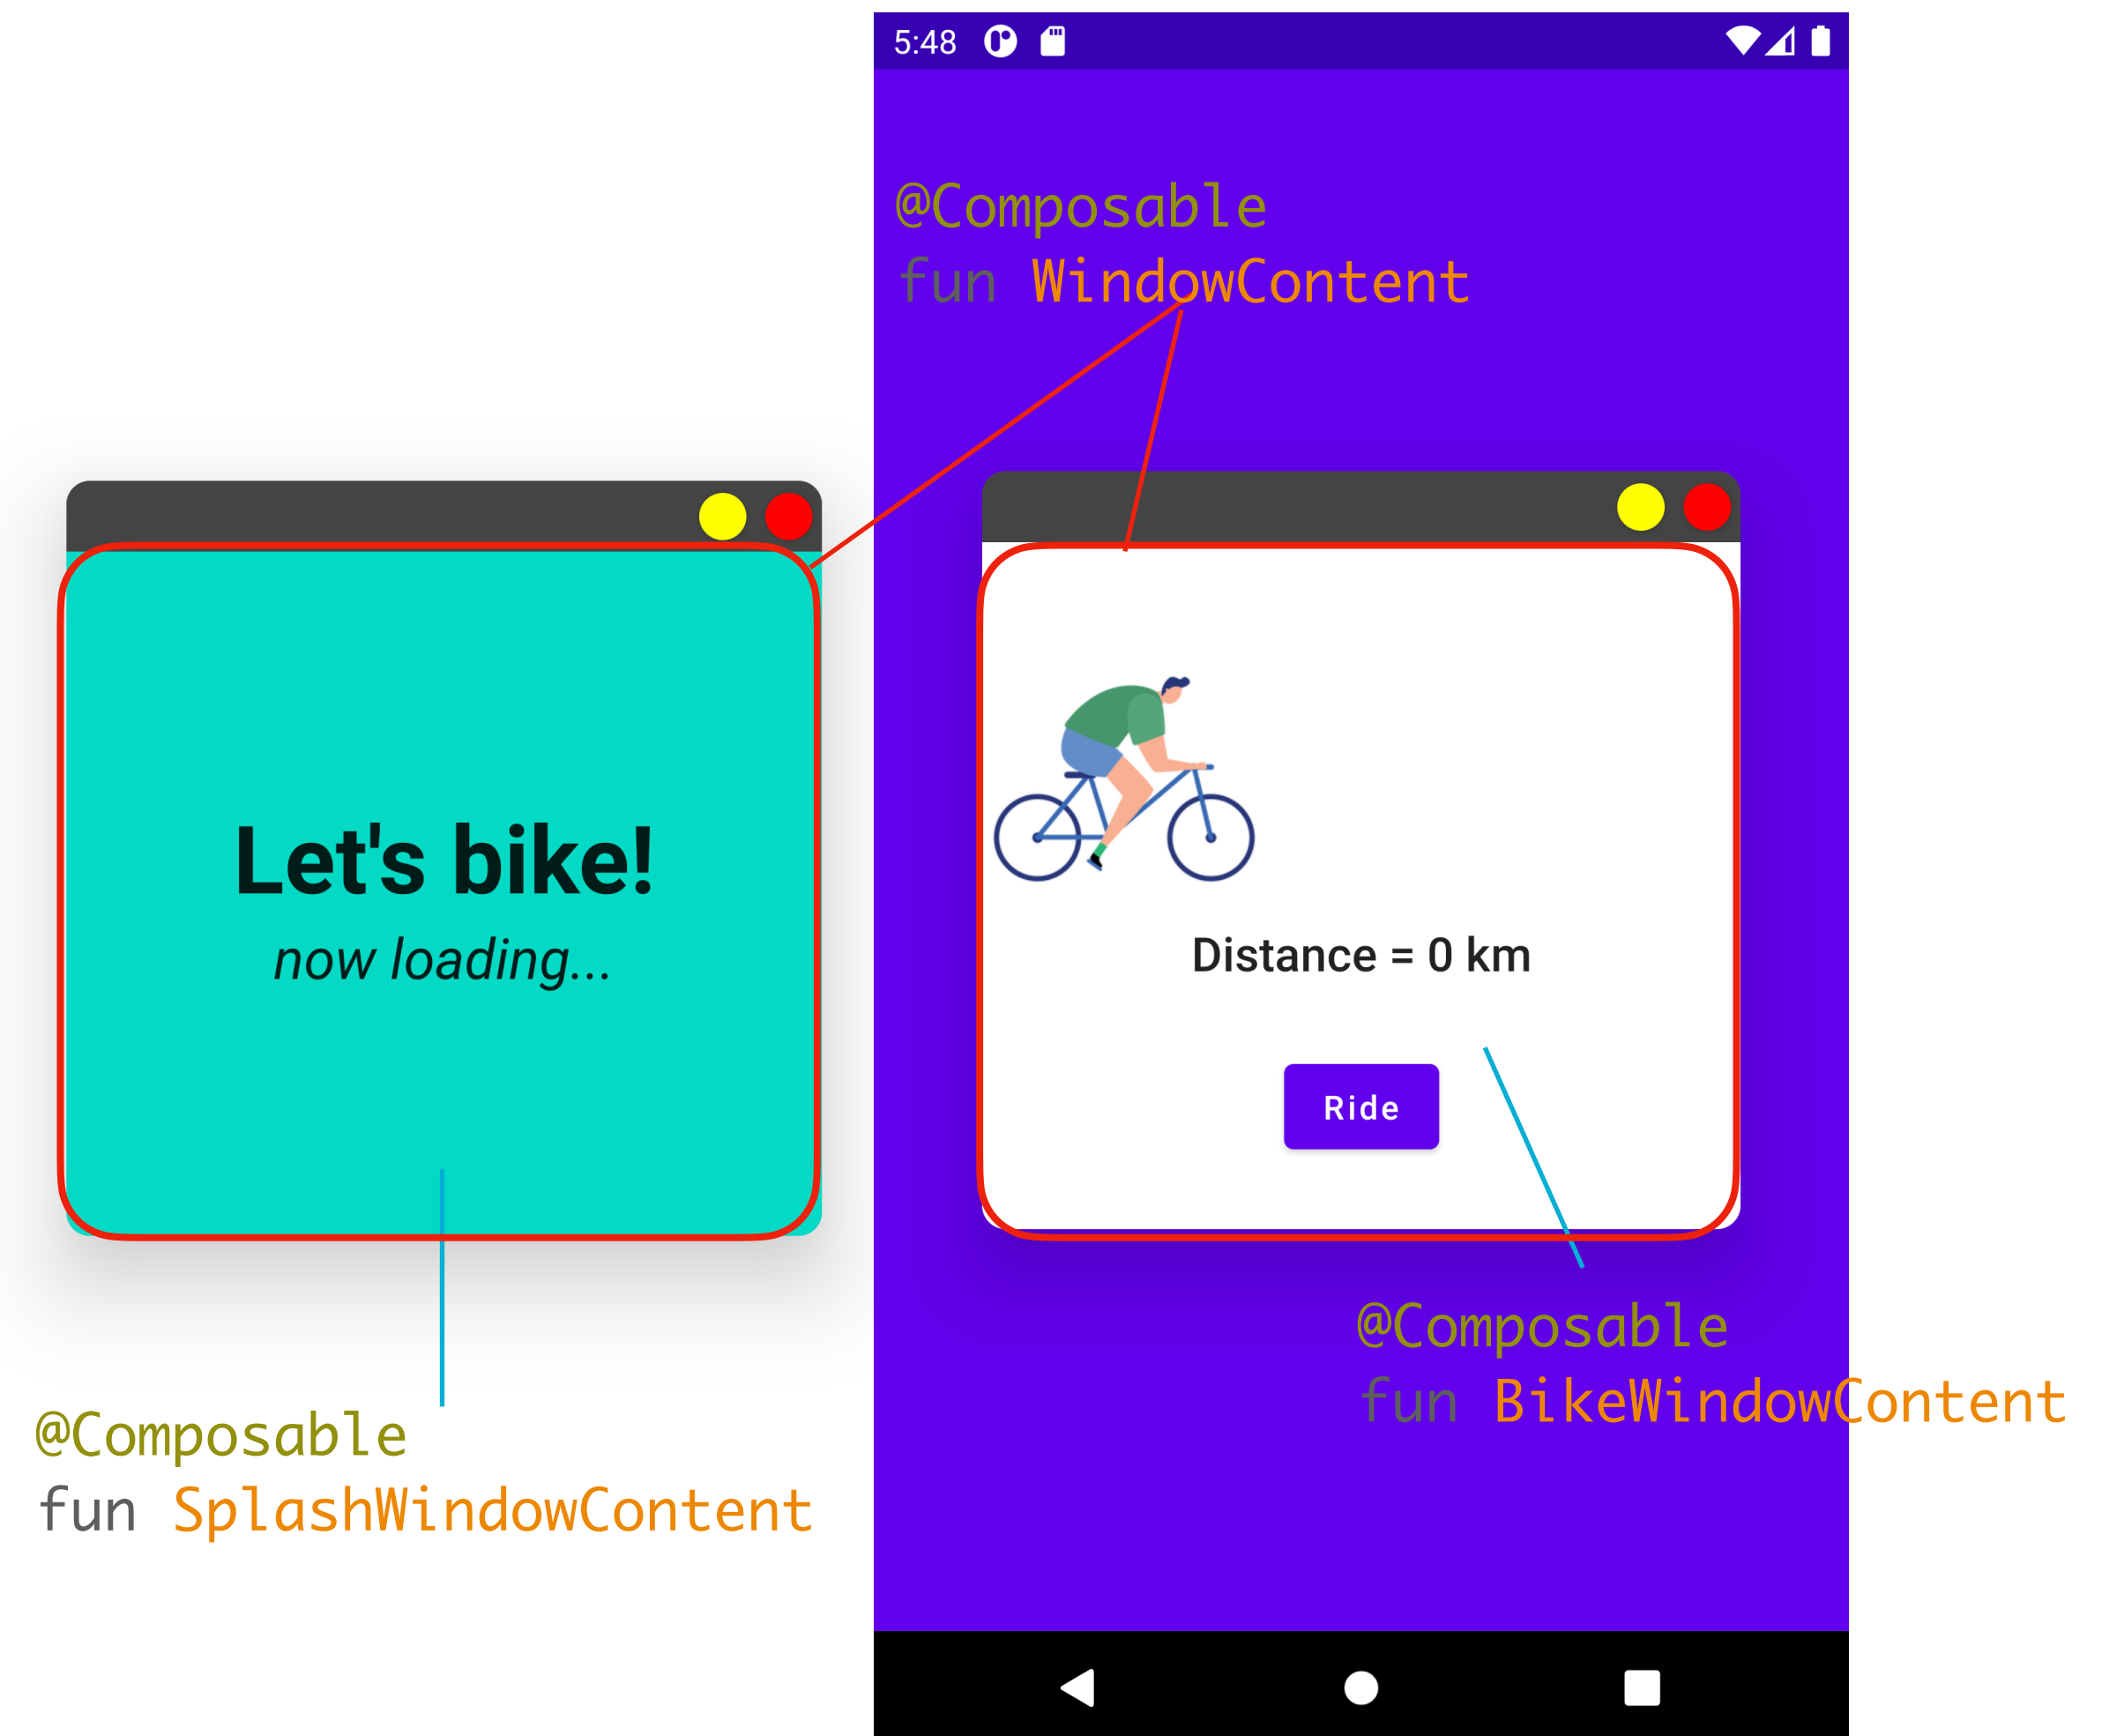 5:48
@Composable
fun WindowContent
Let's bike!
now loading...
Distance = 0 km
Ride
@Composable
fun BikeWindowContent
@Composable
fun SplashWindowContent